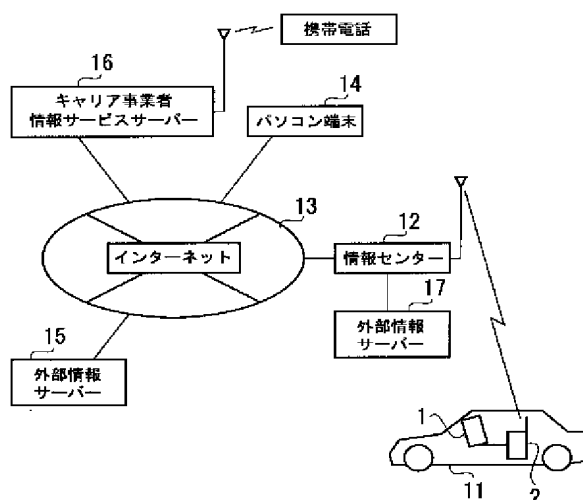 携帯電話
16
キャリア事業者
情報サービスサーバー
14
パソコン端末
13
インターネット
12
情報センター
17
外部情報
サーバー
15
外部情報
サーバー
1
11
2